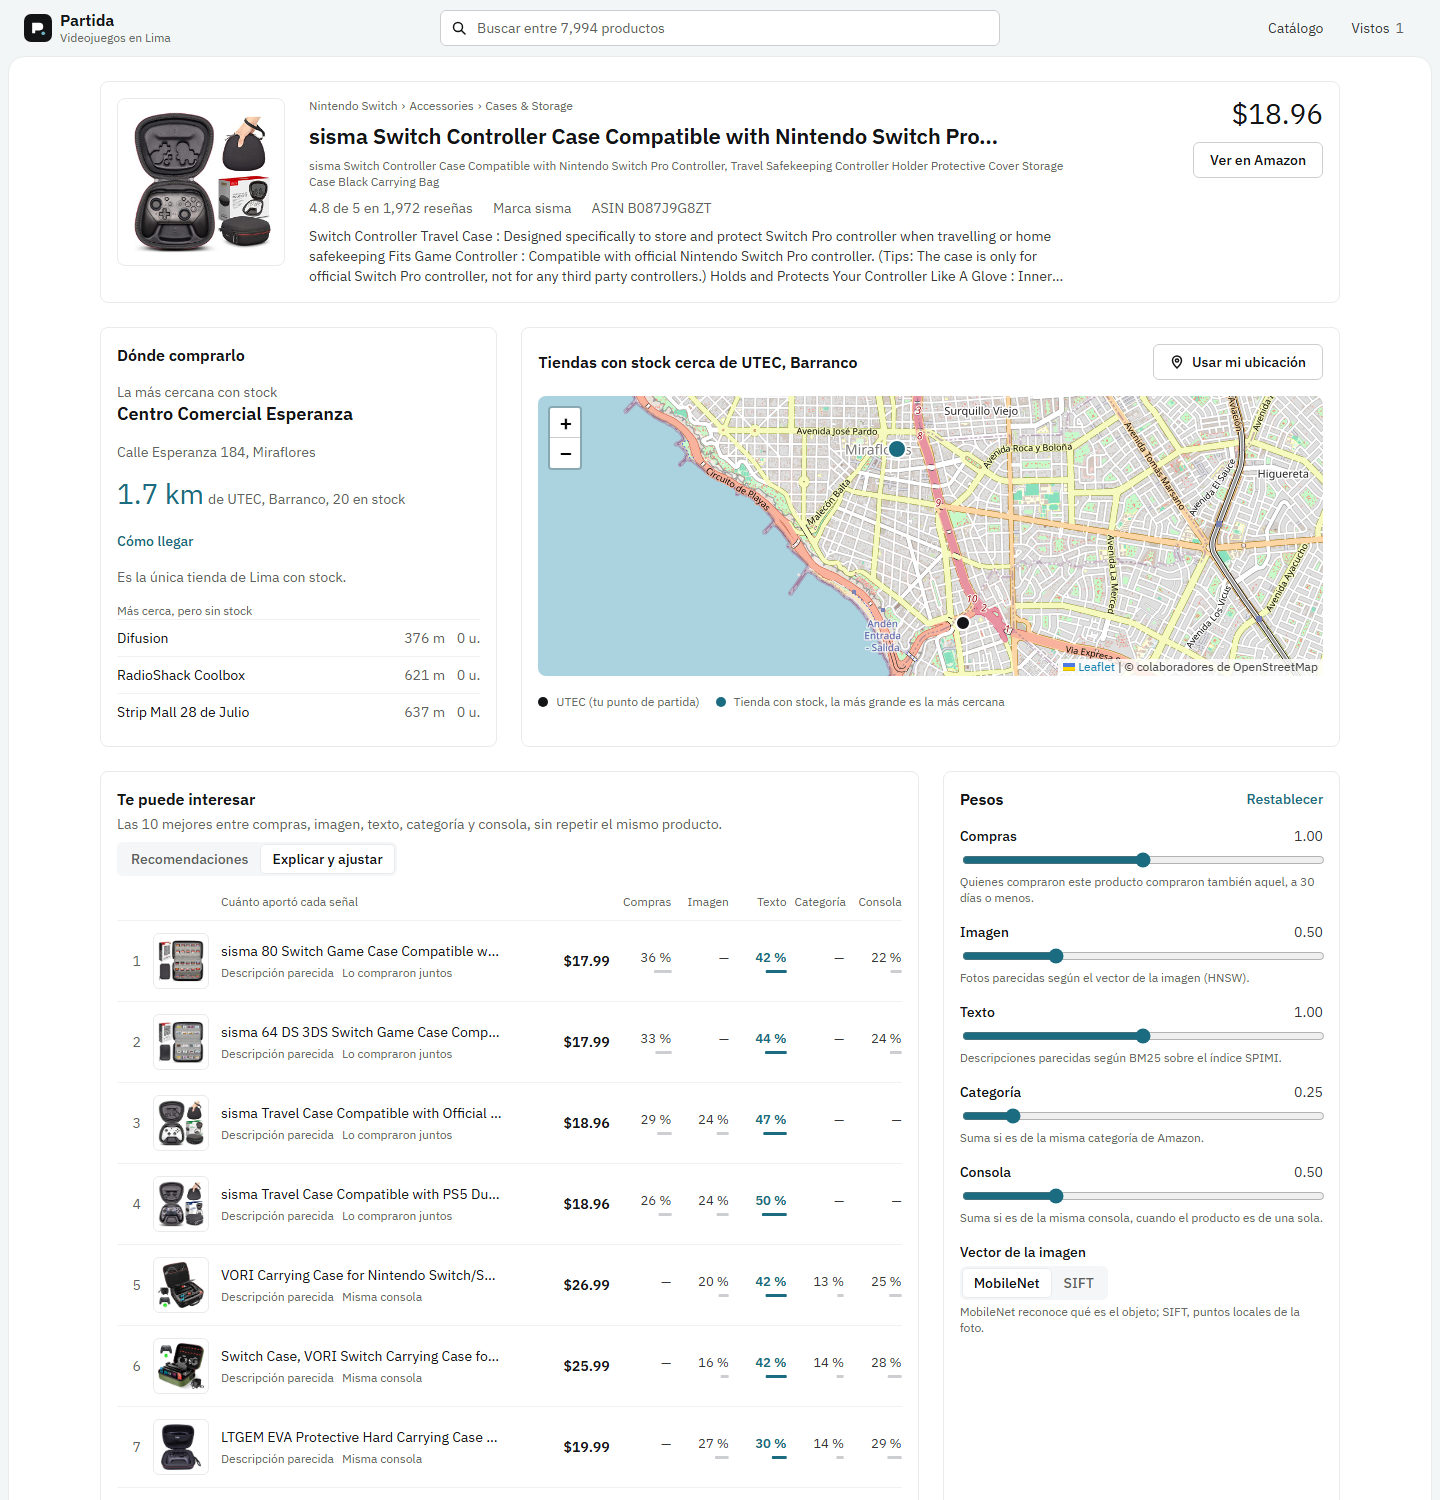 Partida
Videojuegos en Lima
Buscar entre 7,994 productos
Catálogo
Vistos 1
Nintendo Switch › Accessories › Cases & Storage
sisma Switch Controller Case Compatible with Nintendo Switch Pro...
sisma Switch Controller Case Compatible with Nintendo Switch Pro Controller, Travel Safekeeping Controller Holder Protective Cover Storage
Case Black Carrying Bag
4.8 de 5 en 1,972 reseñas Marca sisma ASIN B087J9G8ZT
Switch Controller Travel Case : Designed specifically to store and protect Switch Pro controller when travelling or home
safekeeping Fits Game Controller : Compatible with official Nintendo Switch Pro controller. (Tips: The case is only for
official Switch Pro controller, not for any third party controllers.) Holds and Protects Your Controller Like A Glove : Inner...
$18.96
Ver en Amazon
Dónde comprarlo
La más cercana con stock
Centro Comercial Esperanza
Calle Esperanza 184, Miraflores
1.7 km de UTEC, Barranco, 20 en stock
Cómo llegar
Es la única tienda de Lima con stock.
Más cerca, pero sin stock
Difusion 376 m 0 u.
RadioShack Coolbox 621 m 0 u.
Strip Mall 28 de Julio 637 m 0 u.
Tiendas con stock cerca de UTEC, Barranco
Usar mi ubicación
+
−
Surquillo Viejo
Avenida José Pardo
Avenida Roca y Boloña
Avenida Tomás Marsano
Aviación
Avenida El Sauce
Higuereta
Circuito de Playas
Malecón Balta
Avenida La Merced
Avenida Los Vicus
Avenida Ayacucho
Andén
Entrada
- Salida
Via Expresa
3
8
9
10
2
Leaflet | © colaboradores de OpenStreetMap
UTEC (tu punto de partida)
Tienda con stock, la más grande es la más cercana
Te puede interesar
Las 10 mejores entre compras, imagen, texto, categoría y consola, sin repetir el mismo producto.
Recomendaciones
Explicar y ajustar
Cuánto aportó cada señal Compras Imagen Texto Categoría Consola
1 sisma 80 Switch Game Case Compatible w... $17.99 36 % — 42 % — 22 %
Descripción parecida Lo compraron juntos
2 sisma 64 DS 3DS Switch Game Case Comp... $17.99 33 % — 44 % — 24 %
Descripción parecida Lo compraron juntos
3 sisma Travel Case Compatible with Official ... $18.96 29 % 24 % 47 % — —
Descripción parecida Lo compraron juntos
4 sisma Travel Case Compatible with PS5 Du... $18.96 26 % 24 % 50 % — —
Descripción parecida Lo compraron juntos
5 VORI Carrying Case for Nintendo Switch/S... $26.99 — 20 % 42 % 13 % 25 %
Descripción parecida Misma consola
6 Switch Case, VORI Switch Carrying Case fo... $25.99 — 16 % 42 % 14 % 28 %
Descripción parecida Misma consola
7 LTGEM EVA Protective Hard Carrying Case ... $19.99 — 27 % 30 % 14 % 29 %
Descripción parecida Misma consola
Pesos
Restablecer
Compras 1.00
Quienes compraron este producto compraron también aquel, a 30
días o menos.
Imagen 0.50
Fotos parecidas según el vector de la imagen (HNSW).
Texto 1.00
Descripciones parecidas según BM25 sobre el índice SPIMI.
Categoría 0.25
Suma si es de la misma categoría de Amazon.
Consola 0.50
Suma si es de la misma consola, cuando el producto es de una sola.
Vector de la imagen
MobileNet
SIFT
MobileNet reconoce qué es el objeto; SIFT, puntos locales de la
foto.